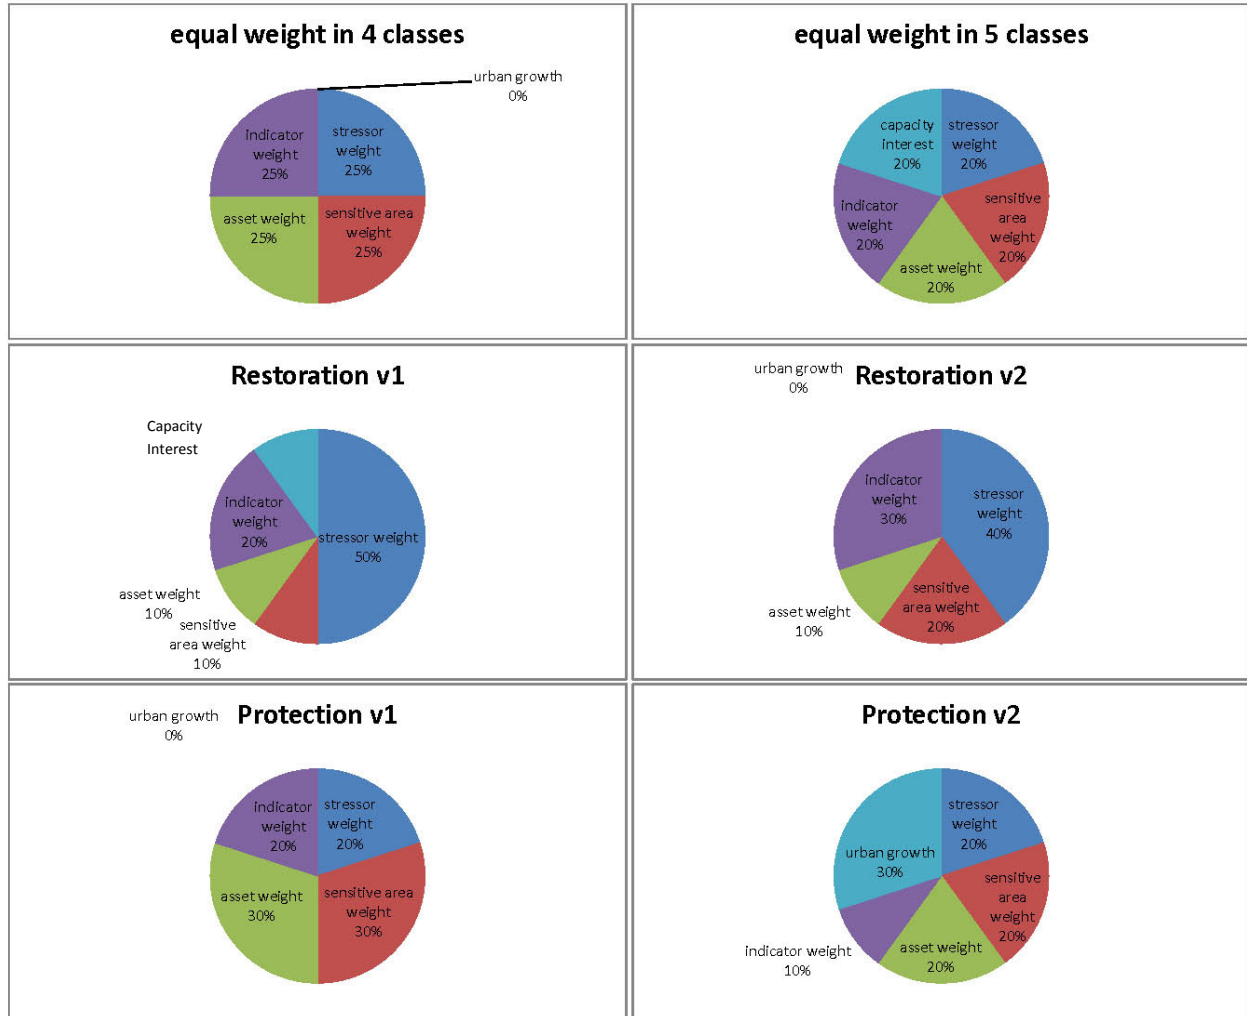 equal weight in 4 classes
urban growth
0%
indicator
weight
25%
stressor
weight
25%
asset weight
25%
sensitive area
weight
25%
equal weight in 5 classes
capacity
interest
20%
stressor
weight
20%
indicator
weight
20%
sensitive
area
weight
20%
asset weight
20%
Restoration v1
Capacity
Interest
indicator
weight
20%
stressor weight
50%
asset weight
10%
sensitive
area weight
10%
urban growth
0%
Restoration v2
indicator
weight
30%
stressor
weight
40%
asset weight
10%
sensitive
area weight
20%
urban growth
0%
Protection v1
indicator
weight
20%
stressor
weight
20%
asset weight
30%
sensitive area
weight
30%
Protection v2
stressor
weight
20%
urban growth
30%
sensitive
area
weight
20%
indicator weight
10%
asset weight
20%